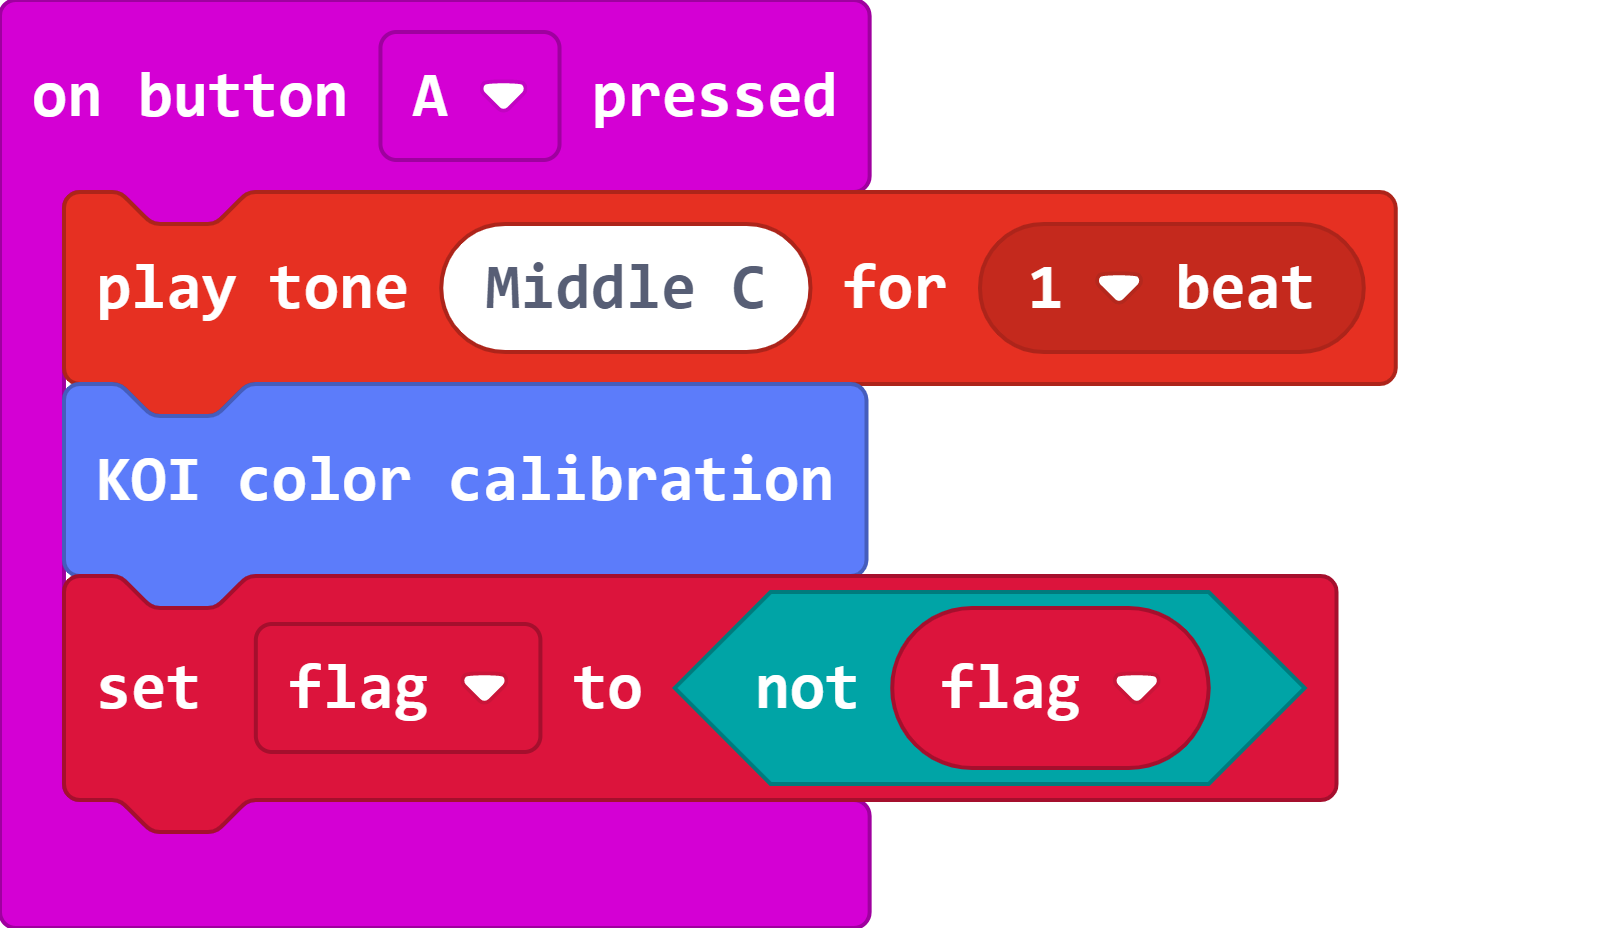 on button A pressed
play tone Middle C for 1 beat
KOI color calibration
set flag to not flag